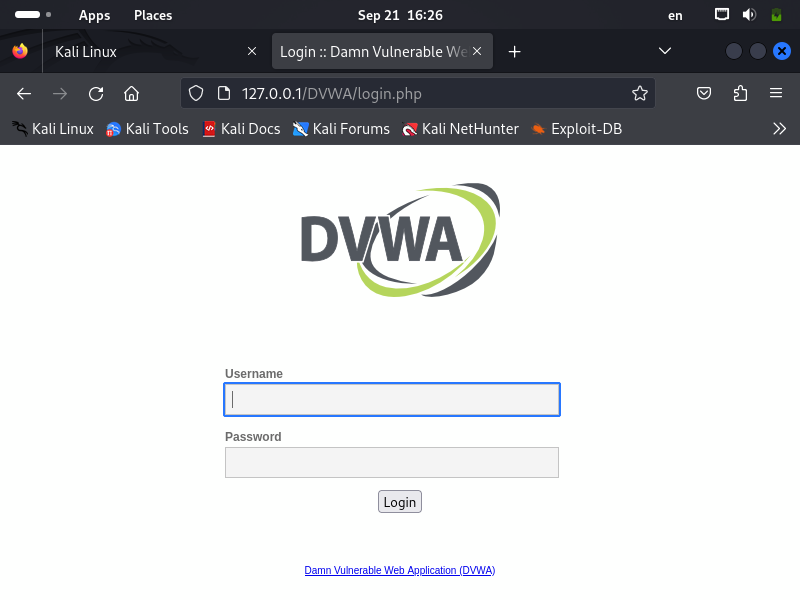 Apps Places Sep 21 16:26 en
Kali Linux Login :: Damn Vulnerable We
127.0.0.1/DVWA/login.php
Kali Linux Kali Tools Kali Docs Kali Forums Kali NetHunter Exploit-DB
DVWA
Username
Password
Login
Damn Vulnerable Web Application (DVWA)